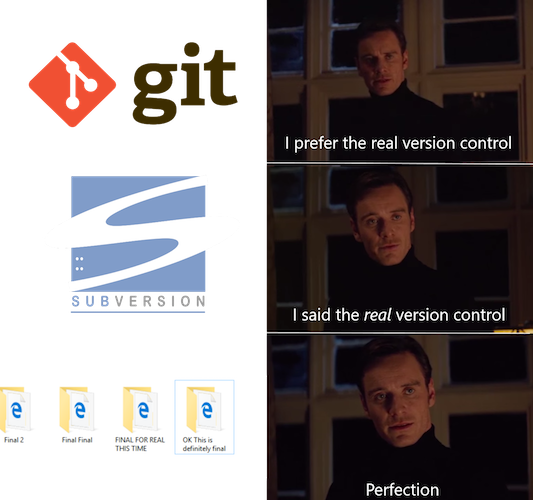 git
I prefer the real version control
SUBVERSION
I said the real version control
Final 2
Final Final
FINAL FOR REAL
THIS TIME
OK This is
definitely final
Perfection